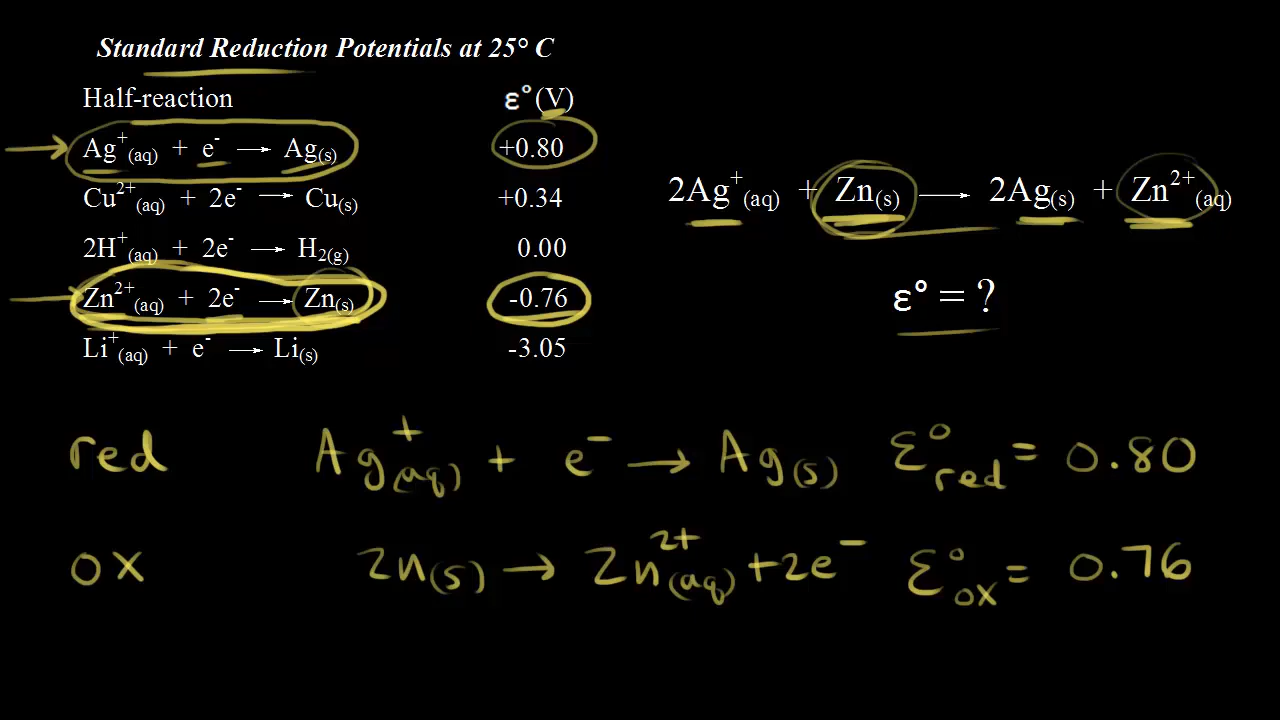 Standard Reduction Potentials at 25° C
Half-reaction ε° (V)
Ag⁺(aq) + e⁻ → Ag(s) +0.80
Cu²⁺(aq) + 2e⁻ → Cu(s) +0.34
2H⁺(aq) + 2e⁻ → H₂(g) 0.00
Zn²⁺(aq) + 2e⁻ → Zn(s) -0.76
Li⁺(aq) + e⁻ → Li(s) -3.05
2Ag⁺(aq) + Zn(s) → 2Ag(s) + Zn²⁺(aq)
ε° = ?
red Ag⁺(aq) + e⁻ → Ag(s) ε°red = 0.80
ox Zn(s) → Zn²⁺(aq) + 2e⁻ ε°ox = 0.76